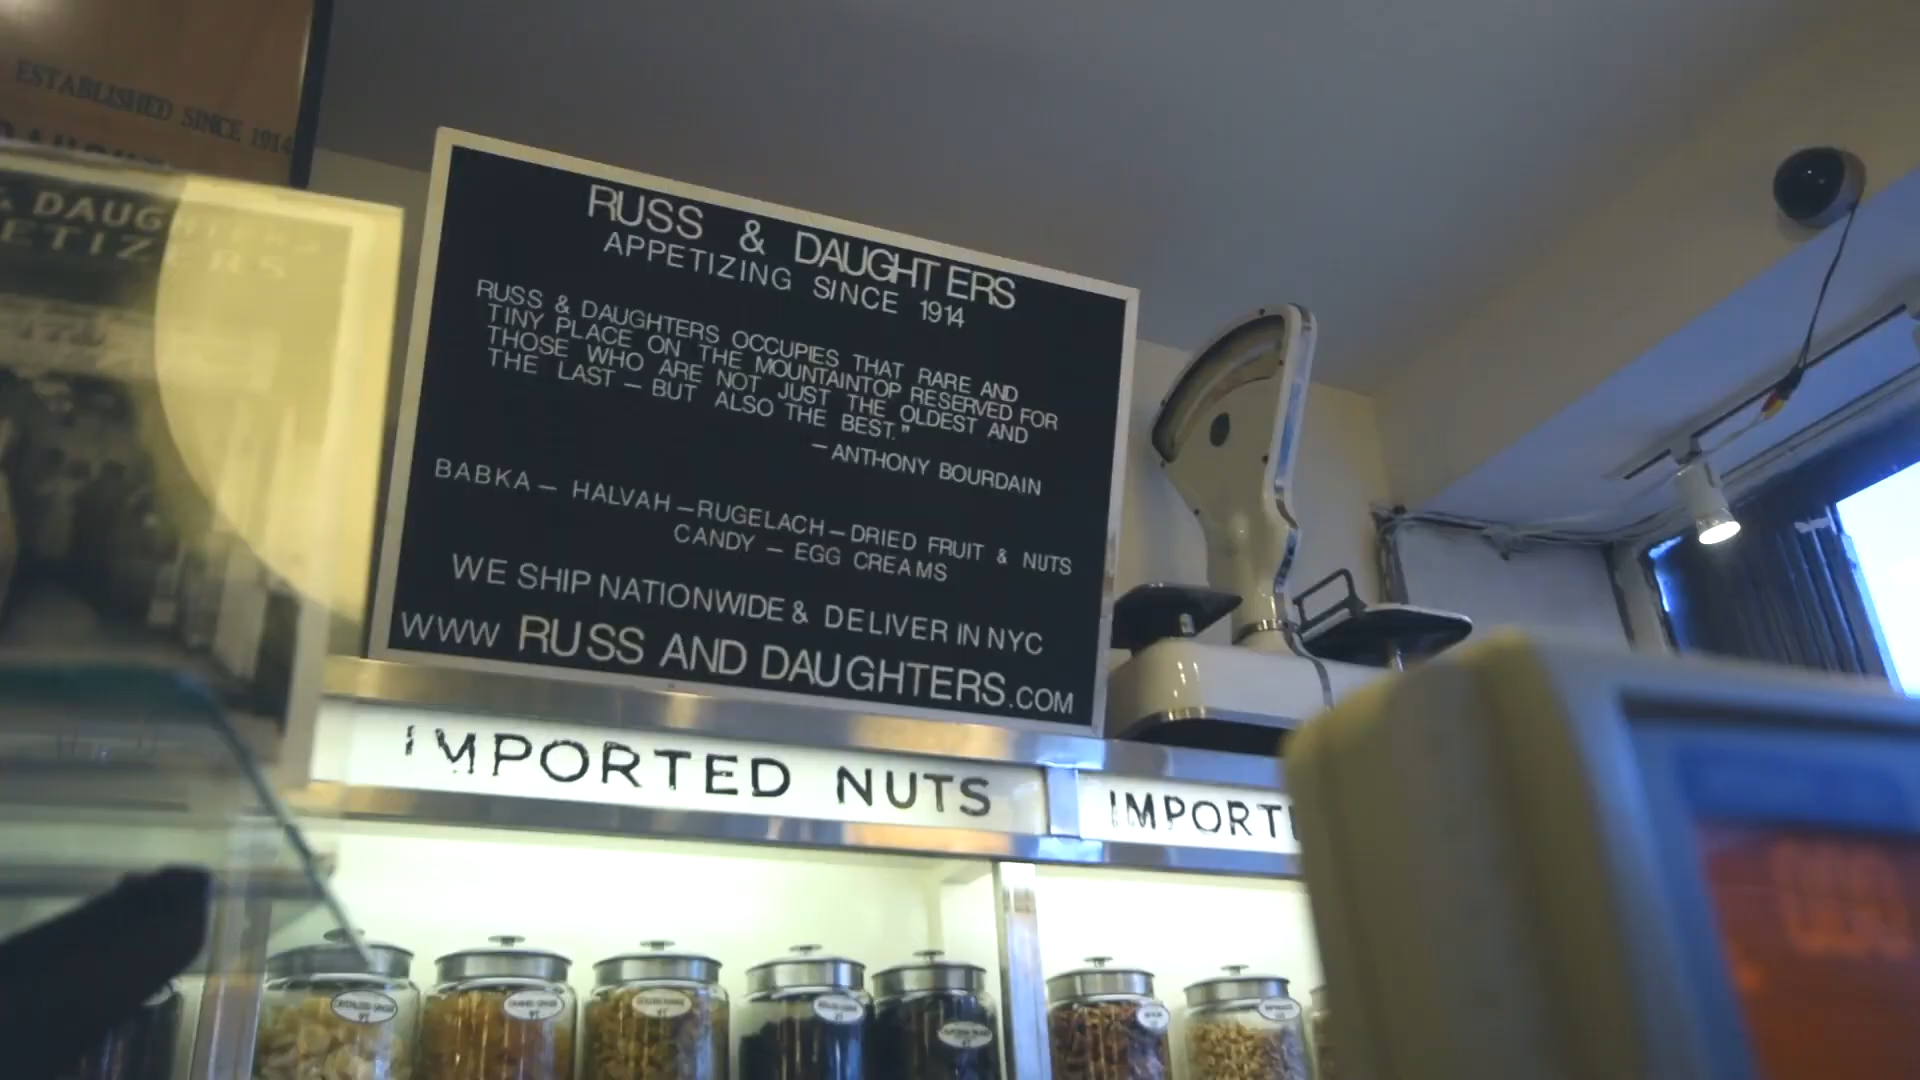 ESTABLISHED SINCE 1914
& DAUGHTERS
ETIZERS
RUSS & DAUGHTERS
APPETIZING SINCE 1914
RUSS & DAUGHTERS OCCUPIES THAT RARE AND
TINY PLACE ON THE MOUNTAINTOP RESERVED FOR
THOSE WHO ARE NOT JUST THE OLDEST AND
THE LAST — BUT ALSO THE BEST."
— ANTHONY BOURDAIN
BABKA — HALVAH — RUGELACH — DRIED FRUIT & NUTS
CANDY — EGG CREAMS
WE SHIP NATIONWIDE & DELIVER IN NYC
WWW RUSS AND DAUGHTERS.COM
IMPORTED NUTS
IMPORT